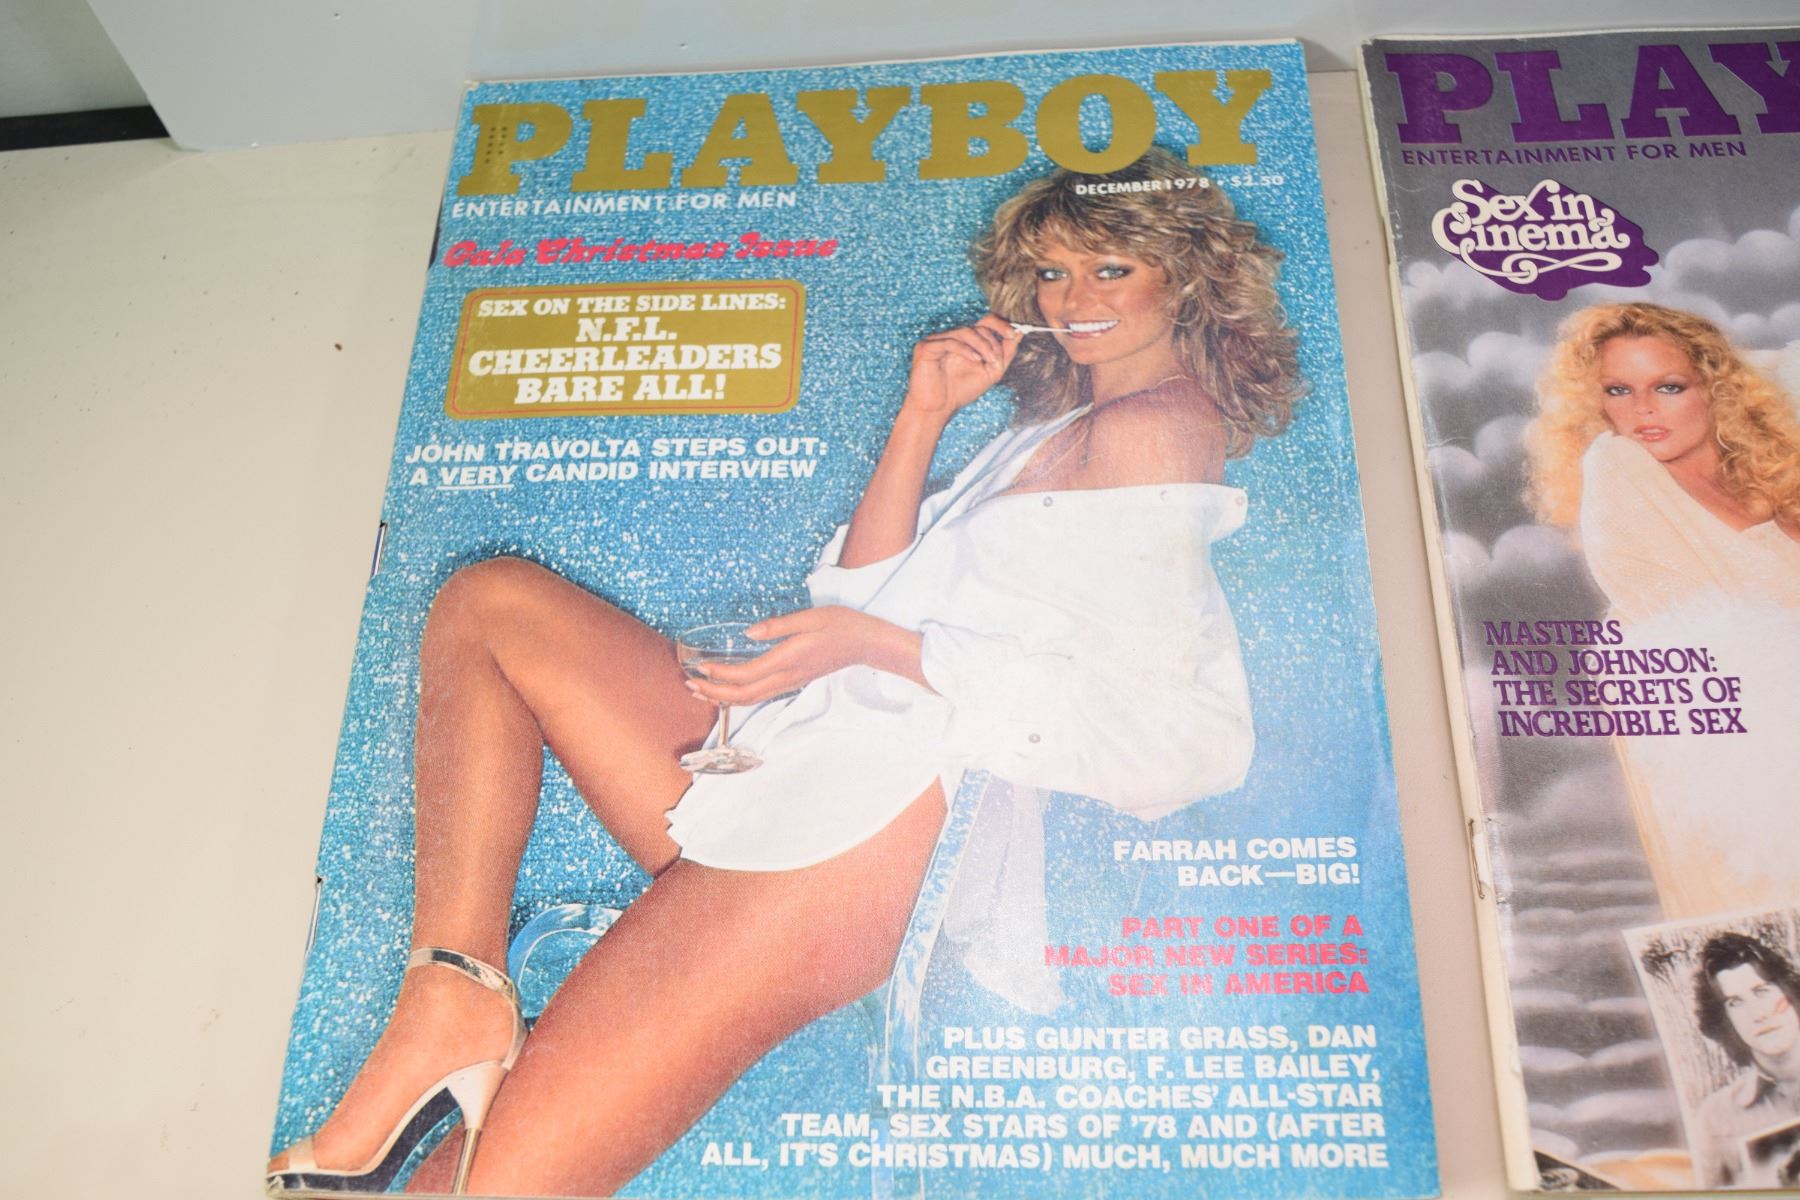 PLAYBOY
ENTERTAINMENT FOR MEN
DECEMBER 1978 • $2.50
Gala Christmas Issue
SEX ON THE SIDE LINES:
N.F.L.
CHEERLEADERS
BARE ALL!
JOHN TRAVOLTA STEPS OUT:
A VERY CANDID INTERVIEW
FARRAH COMES
BACK—BIG!
PART ONE OF A
MAJOR NEW SERIES:
SEX IN AMERICA
PLUS GUNTER GRASS, DAN
GREENBURG, F. LEE BAILEY,
THE N.B.A. COACHES' ALL-STAR
TEAM, SEX STARS OF '78 AND (AFTER
ALL, IT'S CHRISTMAS) MUCH, MUCH MORE
PLAY
ENTERTAINMENT FOR MEN
Sex in
Cinema
MASTERS
AND JOHNSON:
THE SECRETS OF
INCREDIBLE SEX